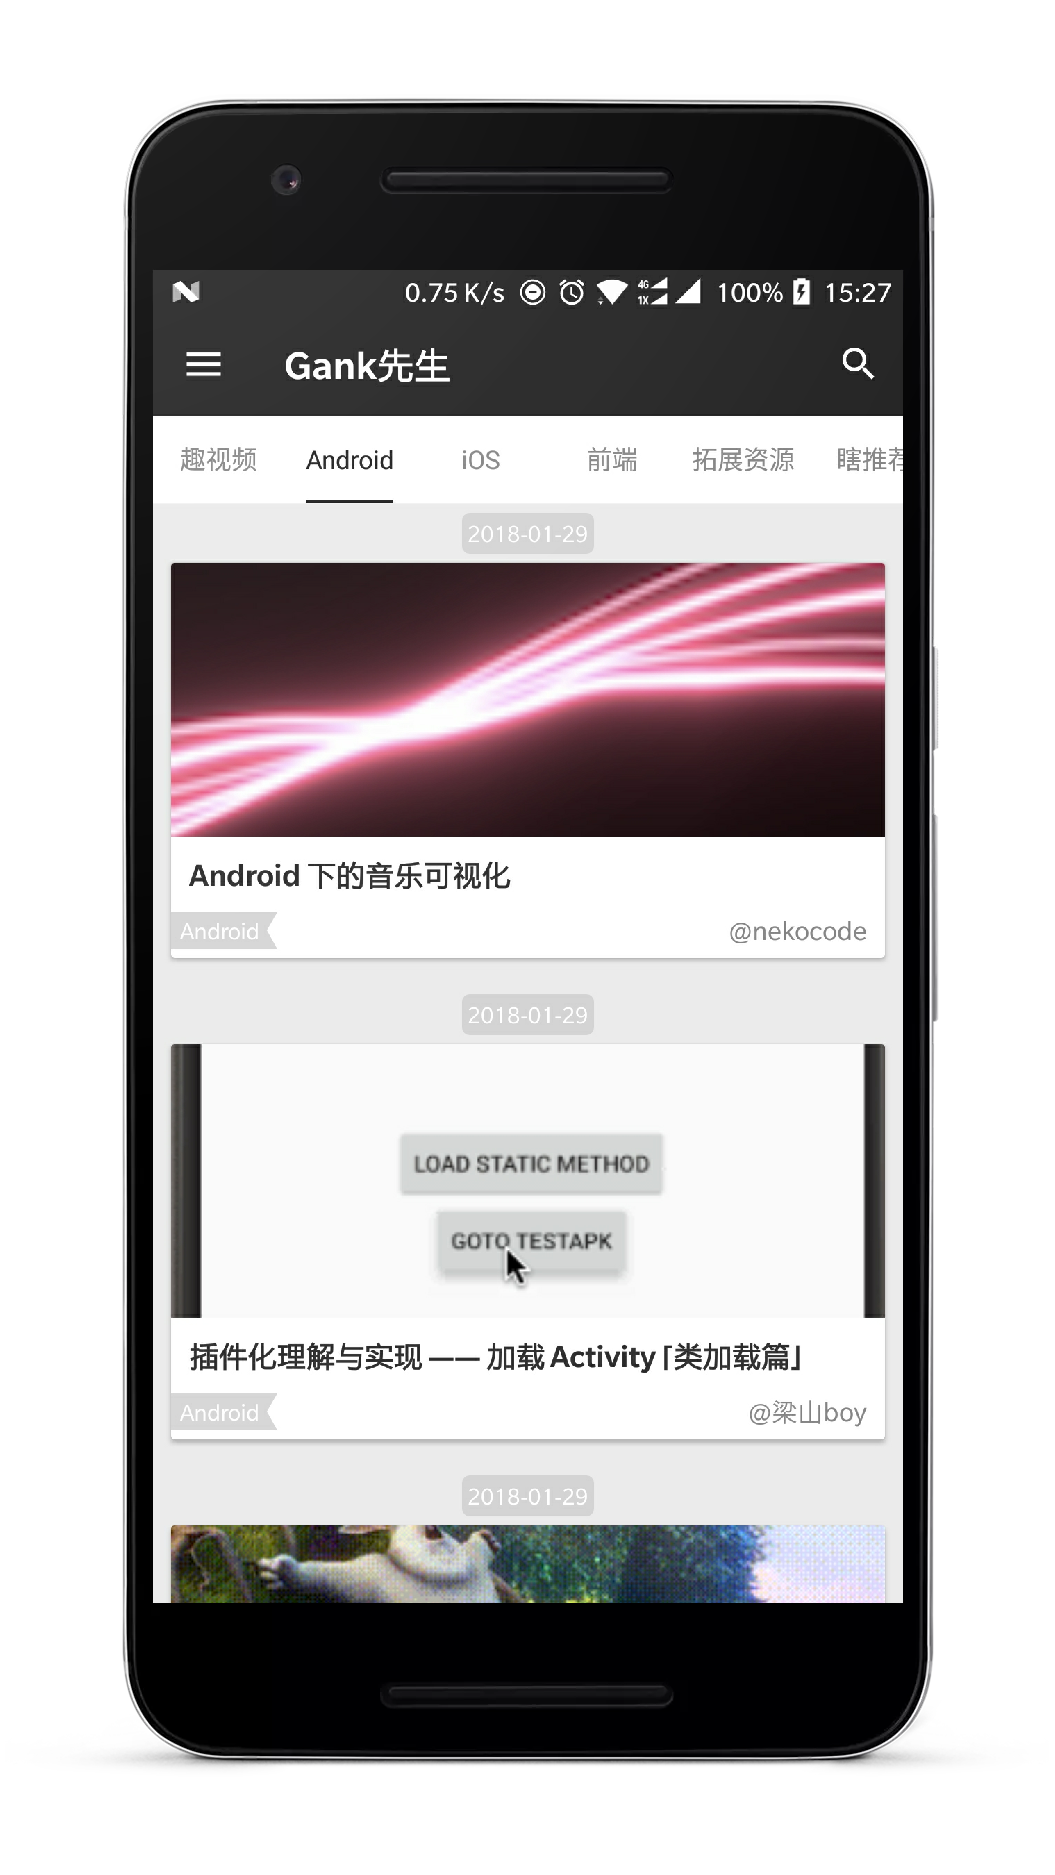 0.75 K/s 4G 1X 100% 15:27
Gank先生
趣视频 Android iOS 前端 拓展资源 瞎推荐
2018-01-29
Android 下的音乐可视化
Android @nekocode
2018-01-29
LOAD STATIC METHOD
GOTO TESTAPK
插件化理解与实现 —— 加载 Activity「类加载篇」
Android @梁山boy
2018-01-29